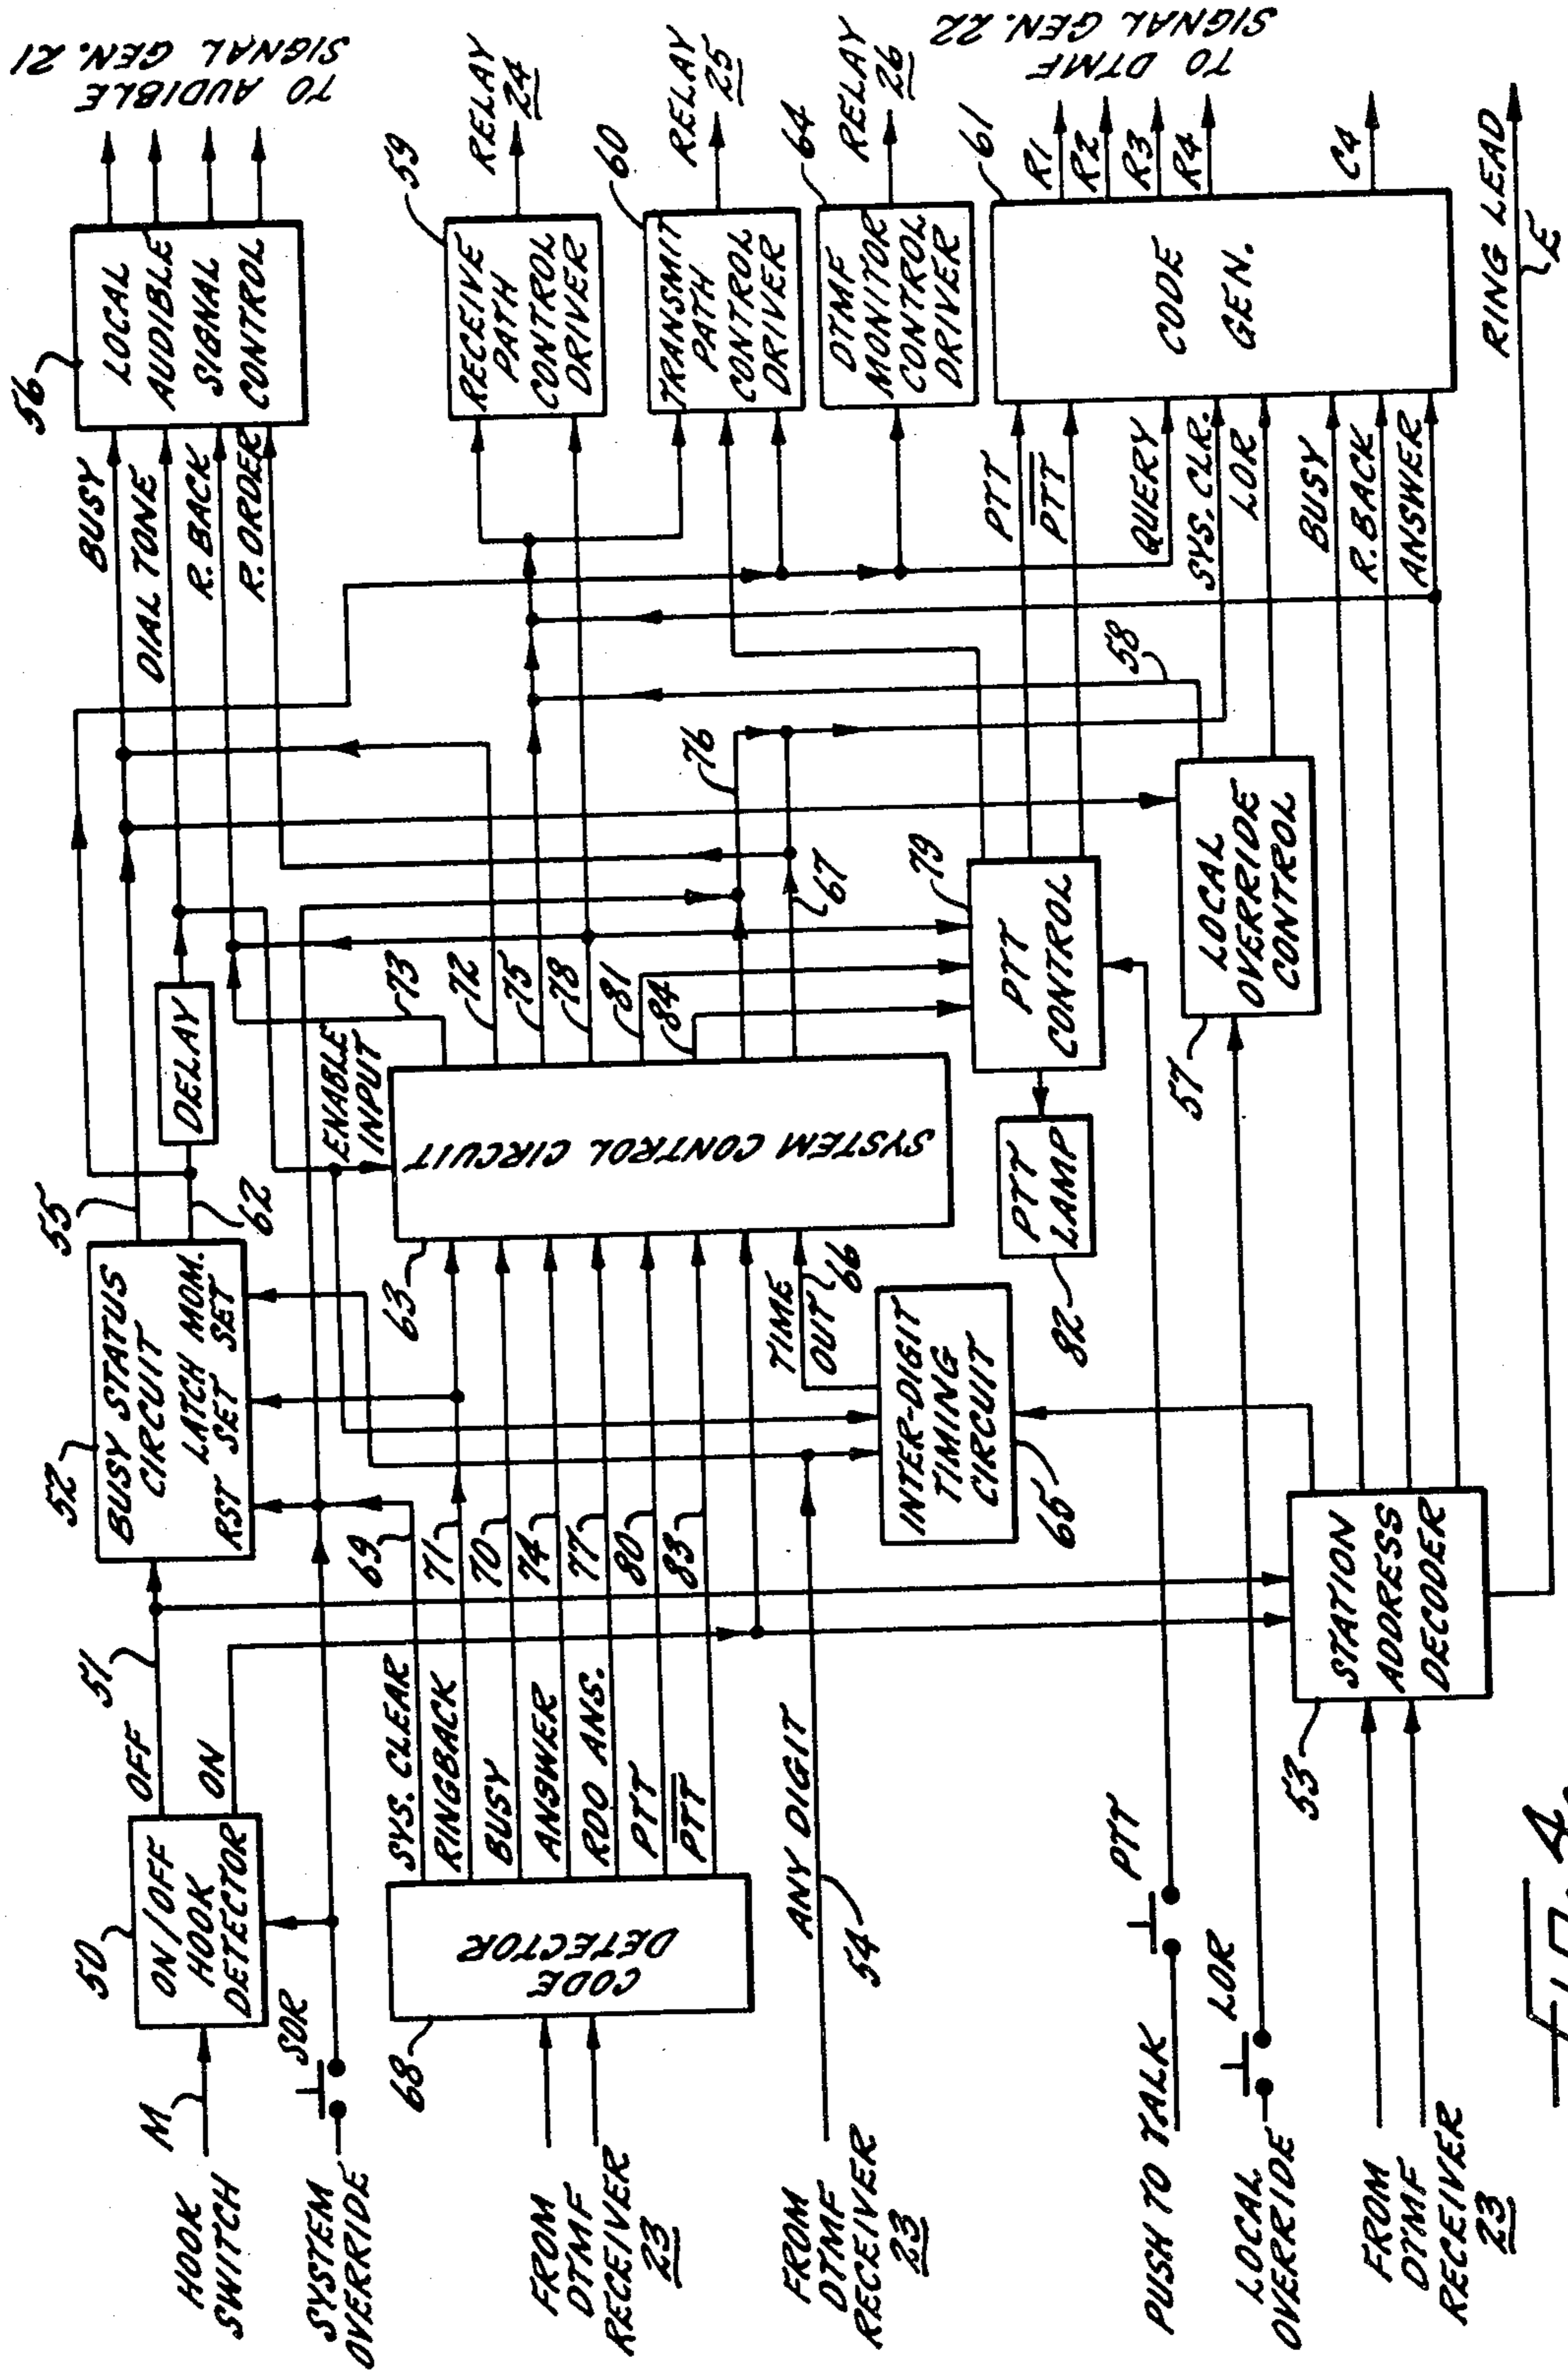 HOOK
SWITCH
M
50
ON/OFF
HOOK
DETECTOR
OFF
ON
51
SYSTEM
OVERRIDE
SOR
52
BUSY STATUS
CIRCUIT
RST
LATCH
SET
MOM.
SET
55
62
DELAY
BUSY
DIAL TONE
R. BACK
R. ORDER
56
LOCAL
AUDIBLE
SIGNAL
CONTROL
TO AUDIBLE
SIGNAL GEN. 21
FROM
DTMF
RECEIVER
23
68
CODE
DETECTOR
SYS. CLEAR
RINGBACK
BUSY
ANSWER
RDO ANS.
PTT
PTT
69
71
70
74
77
80
83
63
ENABLE
INPUT
SYSTEM CONTROL CIRCUIT
73
72
75
78
81
84
76
67
59
RECEIVE
PATH
CONTROL
DRIVER
RELAY
24
60
TRANSMIT
PATH
CONTROL
DRIVER
RELAY
25
64
DTMF
MONITOR
CONTROL
DRIVER
RELAY
26
FROM
DTMF
RECEIVER
23
ANY DIGIT
54
INTER-DIGIT
TIMING
CIRCUIT
65
TIME
OUT
66
PTT
LAMP
82
PTT
CONTROL
79
58
PTT
PTT
QUERY
SYS. CLR.
LOR
BUSY
R. BACK
ANSWER
61
CODE
GEN.
R1
R2
R3
R4
C4
TO DTMF
SIGNAL GEN. 22
PUSH TO TALK
PTT
LOCAL
OVERRIDE
LOR
57
LOCAL
OVERRIDE
CONTROL
FROM
DTMF
RECEIVER
23
53
STATION
ADDRESS
DECODER
RING LEAD
E